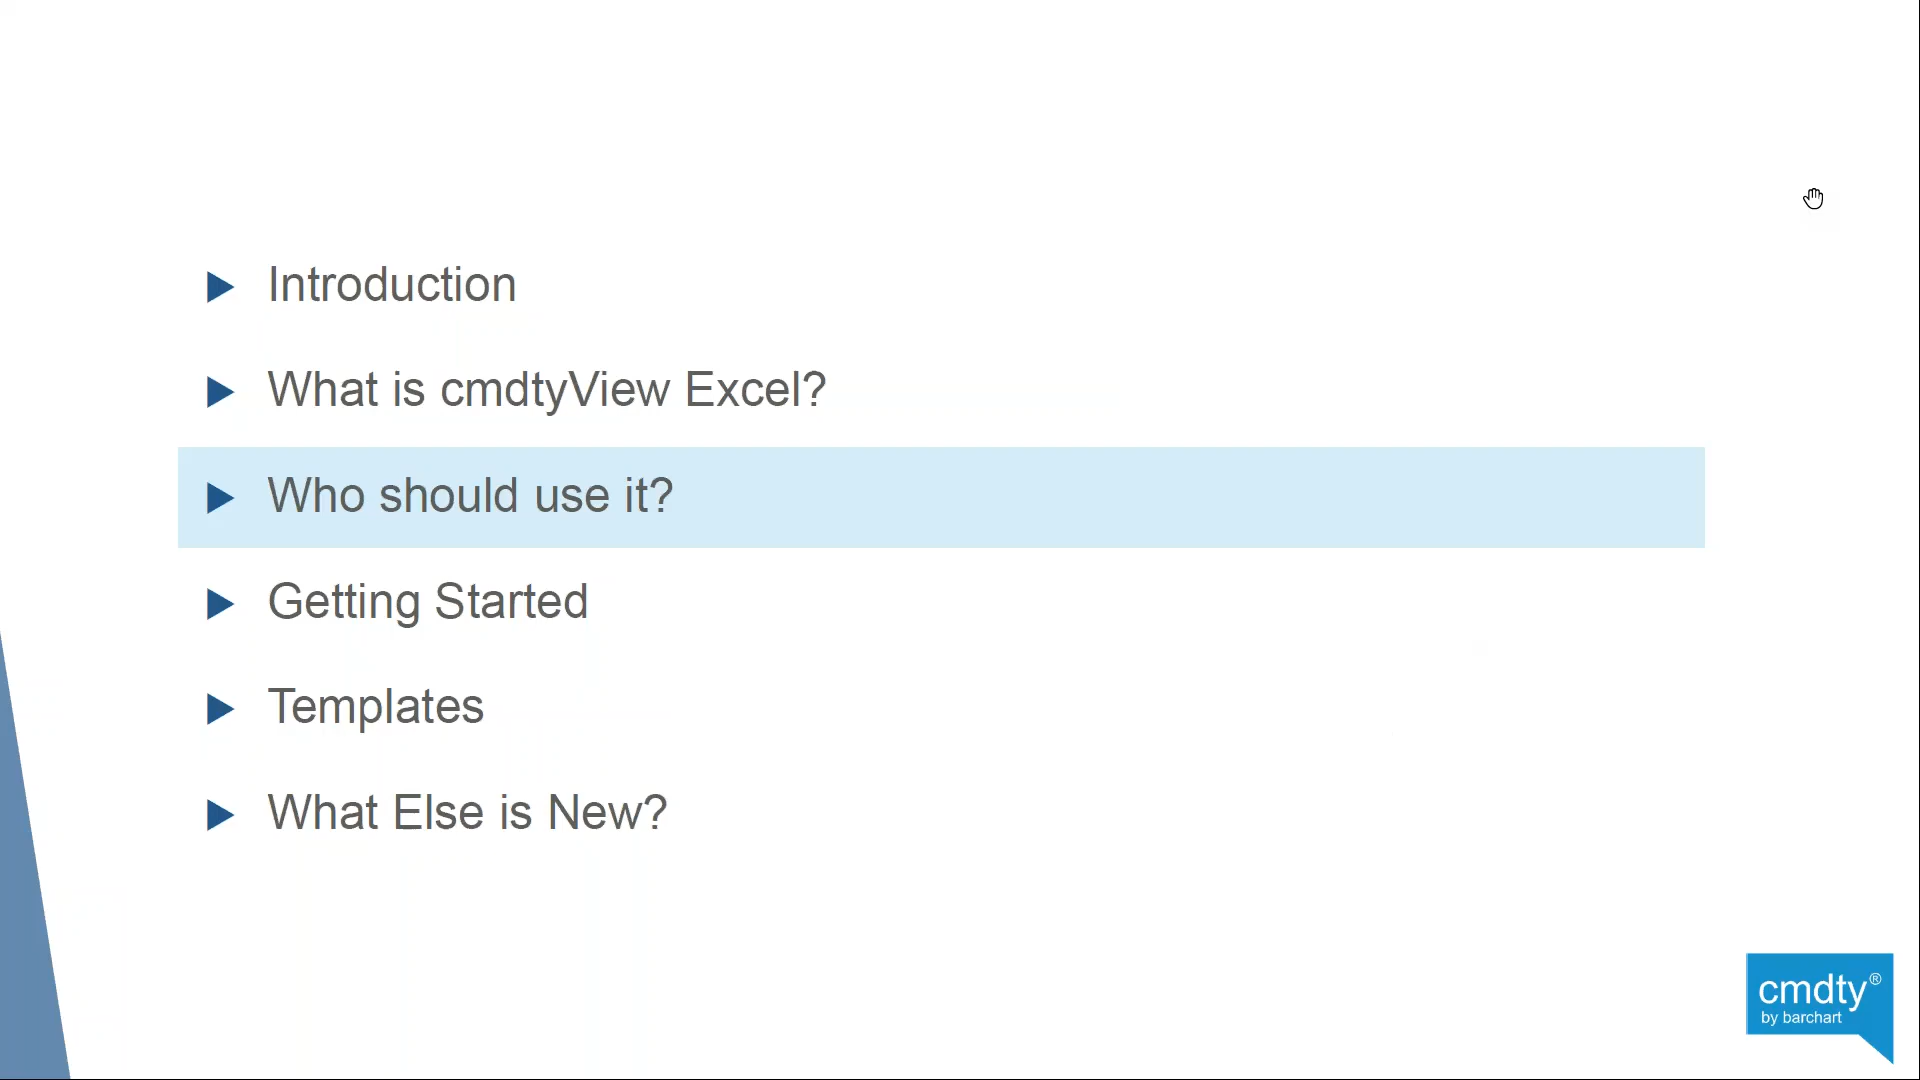 Introduction
What is cmdtyView Excel?
Who should use it?
Getting Started
Templates
What Else is New?
cmdty®
by barchart